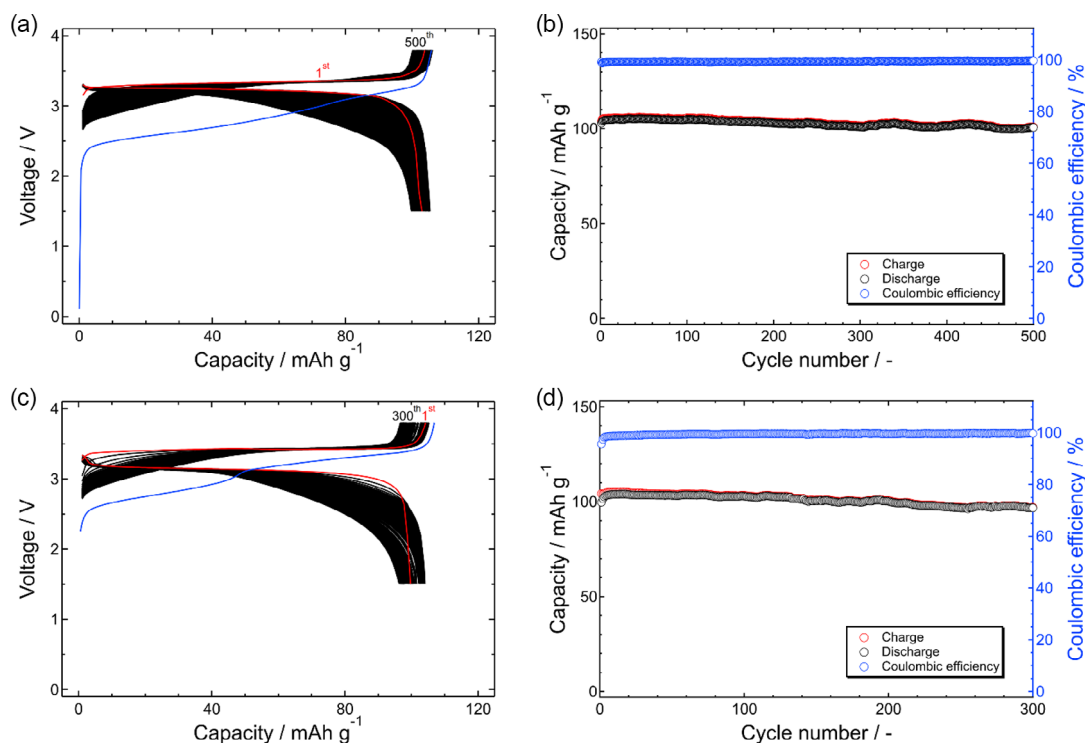 (a)
4
3
2
1
0
Voltage / V
500th
1st
0
40
80
120
Capacity / mAh g-1
(b)
150
100
50
0
Capacity / mAh g-1
100
80
60
40
20
0
Coulombic efficiency / %
Charge
Discharge
Coulombic efficiency
0
100
200
300
400
500
Cycle number / -
(c)
4
3
2
1
0
Voltage / V
300th
1st
0
40
80
120
Capacity / mAh g-1
(d)
150
100
50
0
Capacity / mAh g-1
100
80
60
40
20
0
Coulombic efficiency / %
Charge
Discharge
Coulombic efficiency
0
100
200
300
Cycle number / -